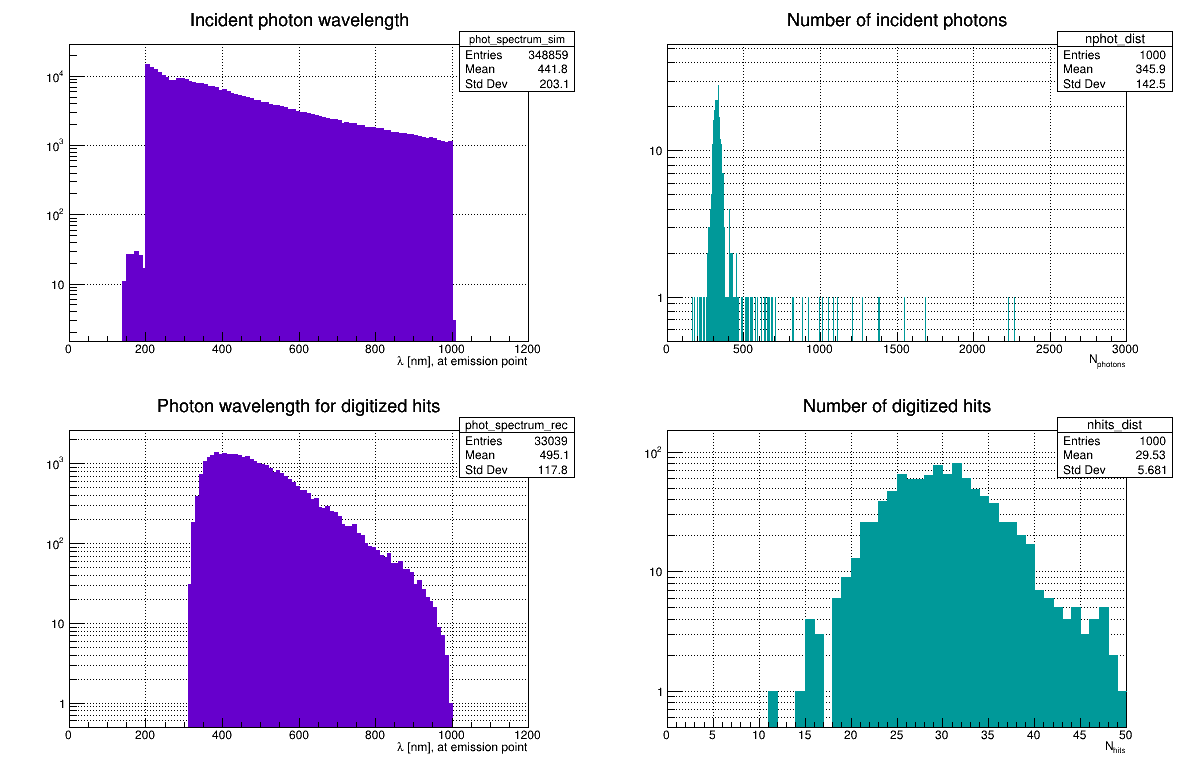 Incident photon wavelength
phot_spectrum_sim
Entries 348859
Mean 441.8
Std Dev 203.1
10⁴
10³
10²
10
0 200 400 600 800 1000 1200
λ [nm], at emission point
Number of incident photons
nphot_dist
Entries 1000
Mean 345.9
Std Dev 142.5
10
1
0 500 1000 1500 2000 2500 3000
N_photons
Photon wavelength for digitized hits
phot_spectrum_rec
Entries 33039
Mean 495.1
Std Dev 117.8
10³
10²
10
1
0 200 400 600 800 1000 1200
λ [nm], at emission point
Number of digitized hits
nhits_dist
Entries 1000
Mean 29.53
Std Dev 5.681
10²
10
1
0 5 10 15 20 25 30 35 40 45 50
N_hits